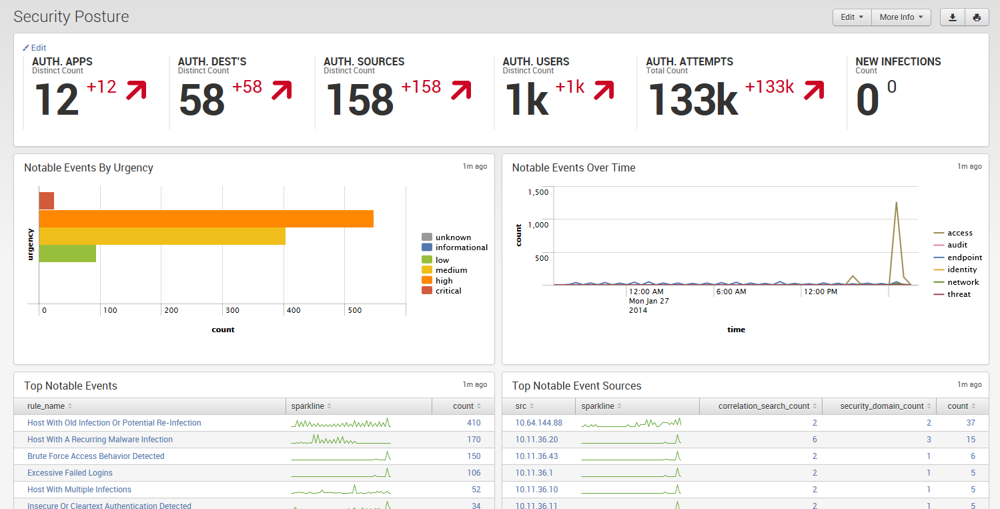 Security Posture
Edit
More Info
Edit
AUTH. APPS
Distinct Count
12 +12
AUTH. DEST'S
Distinct Count
58 +58
AUTH. SOURCES
Distinct Count
158 +158
AUTH. USERS
Distinct Count
1k +1k
AUTH. ATTEMPTS
Total Count
133k +133k
NEW INFECTIONS
Count
0 0
Notable Events By Urgency
1m ago
urgency
0 100 200 300 400 500
count
unknown
informational
low
medium
high
critical
Notable Events Over Time
1m ago
count
1,500
1,000
500
12:00 AM 6:00 AM 12:00 PM
Mon Jan 27
2014
time
access
audit
endpoint
identity
network
threat
Top Notable Events
1m ago
rule_name sparkline count
Host With Old Infection Or Potential Re-Infection 410
Host With A Recurring Malware Infection 170
Brute Force Access Behavior Detected 150
Excessive Failed Logins 106
Host With Multiple Infections 52
Insecure Or Cleartext Authentication Detected 34
Top Notable Event Sources
1m ago
src sparkline correlation_search_count security_domain_count count
10.64.144.88 2 2 37
10.11.36.20 6 3 15
10.11.36.43 2 1 6
10.11.36.1 2 1 5
10.11.36.10 2 1 5
10.11.36.11 2 1 5